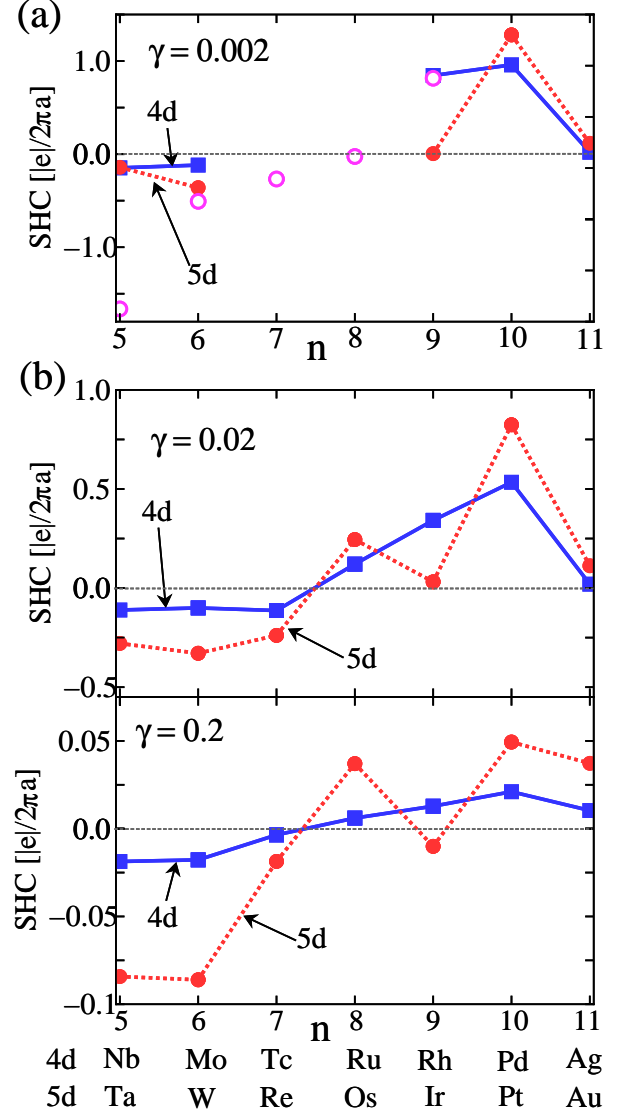 (a)
γ = 0.002
SHC [|e|/2πa]
1.0
0.0
−1.0
4d
5d
5 6 7 8 9 10 11
n
(b)
γ = 0.02
SHC [|e|/2πa]
1.0
0.5
0.0
−0.5
4d
5d
γ = 0.2
SHC [|e|/2πa]
0.05
0.0
−0.05
−0.1
4d
5d
5 6 7 8 9 10 11
n
4d Nb Mo Tc Ru Rh Pd Ag
5d Ta W Re Os Ir Pt Au